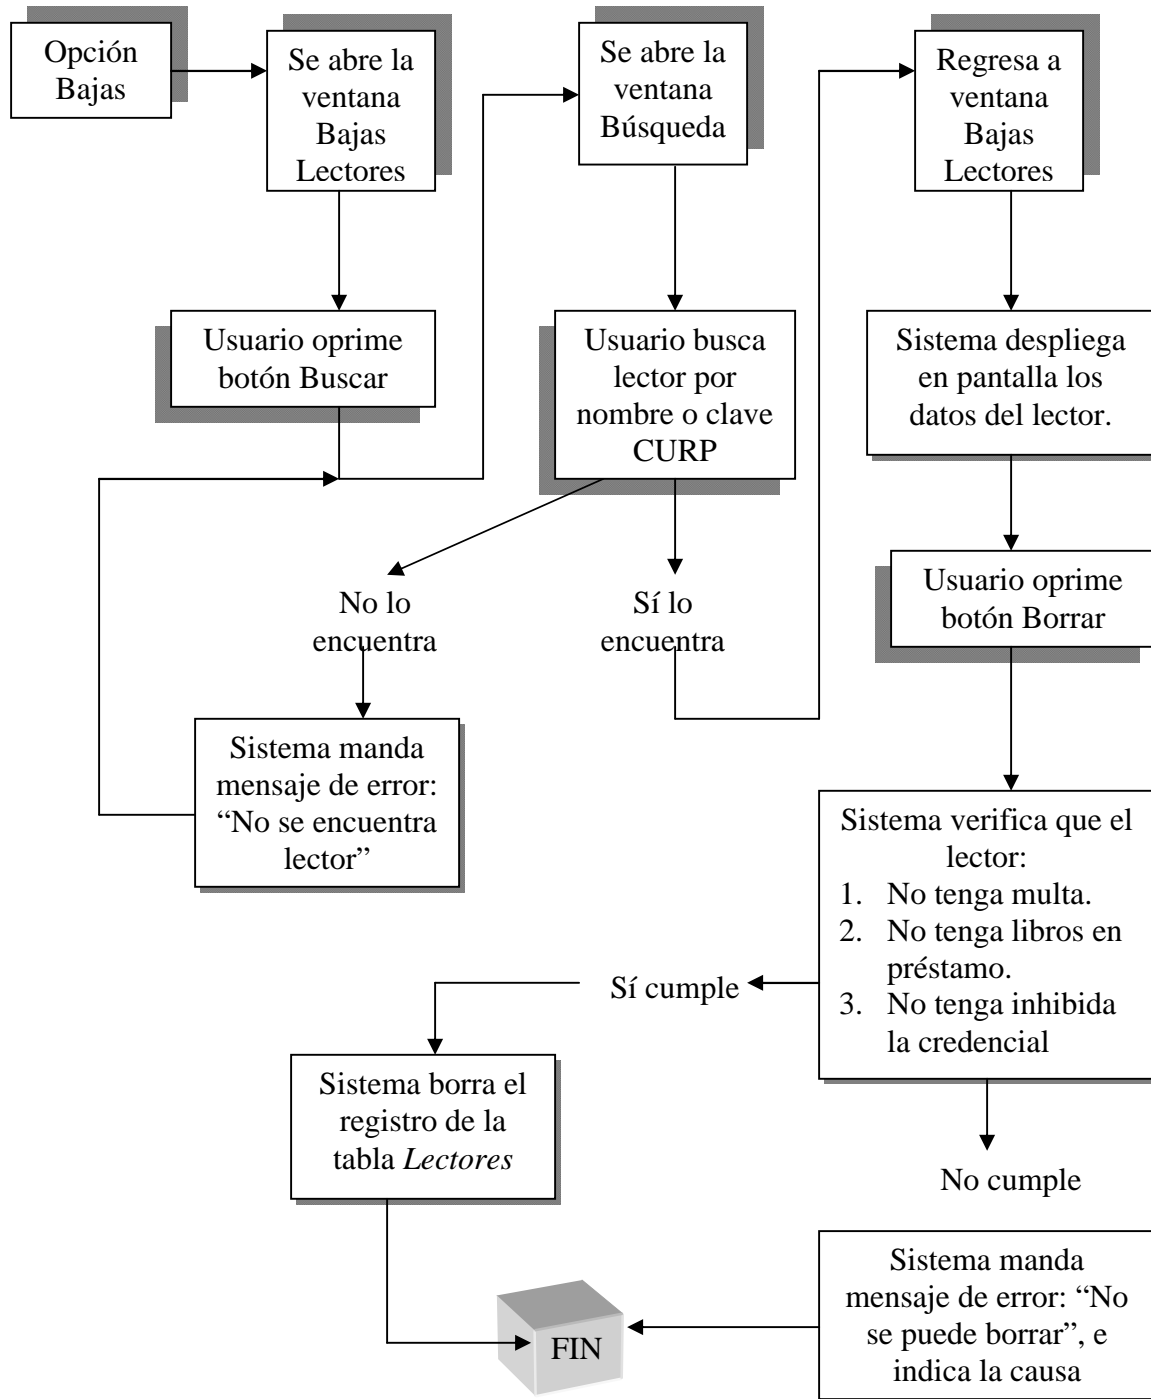 Opción
Bajas
Se abre la
ventana
Bajas
Lectores
Usuario oprime
botón Buscar
Se abre la
ventana
Búsqueda
Usuario busca
lector por
nombre o clave
CURP
No lo
encuentra
Sistema manda
mensaje de error:
“No se encuentra
lector”
Sí lo
encuentra
Regresa a
ventana
Bajas
Lectores
Sistema despliega
en pantalla los
datos del lector.
Usuario oprime
botón Borrar
Sistema verifica que el
lector:
1. No tenga multa.
2. No tenga libros en
préstamo.
3. No tenga inhibida
la credencial
Sí cumple
Sistema borra el
registro de la
tabla Lectores
No cumple
Sistema manda
mensaje de error: “No
se puede borrar”, e
indica la causa
FIN